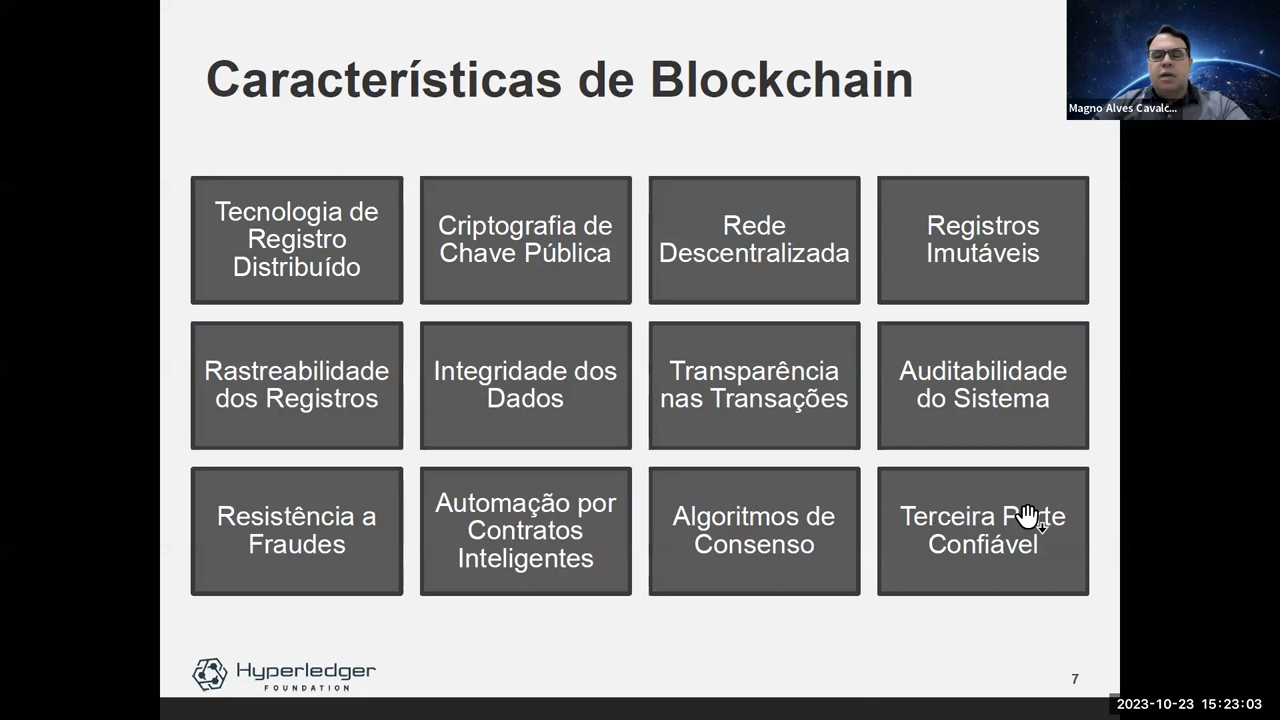 Características de Blockchain
Magno Alves Cavalc...
Tecnologia de
Registro
Distribuído
Criptografia de
Chave Pública
Rede
Descentralizada
Registros
Imutáveis
Rastreabilidade
dos Registros
Integridade dos
Dados
Transparência
nas Transações
Auditabilidade
do Sistema
Resistência a
Fraudes
Automação por
Contratos
Inteligentes
Algoritmos de
Consenso
Terceira Parte
Confiável
Hyperledger
FOUNDATION
7
2023-10-23 15:23:03